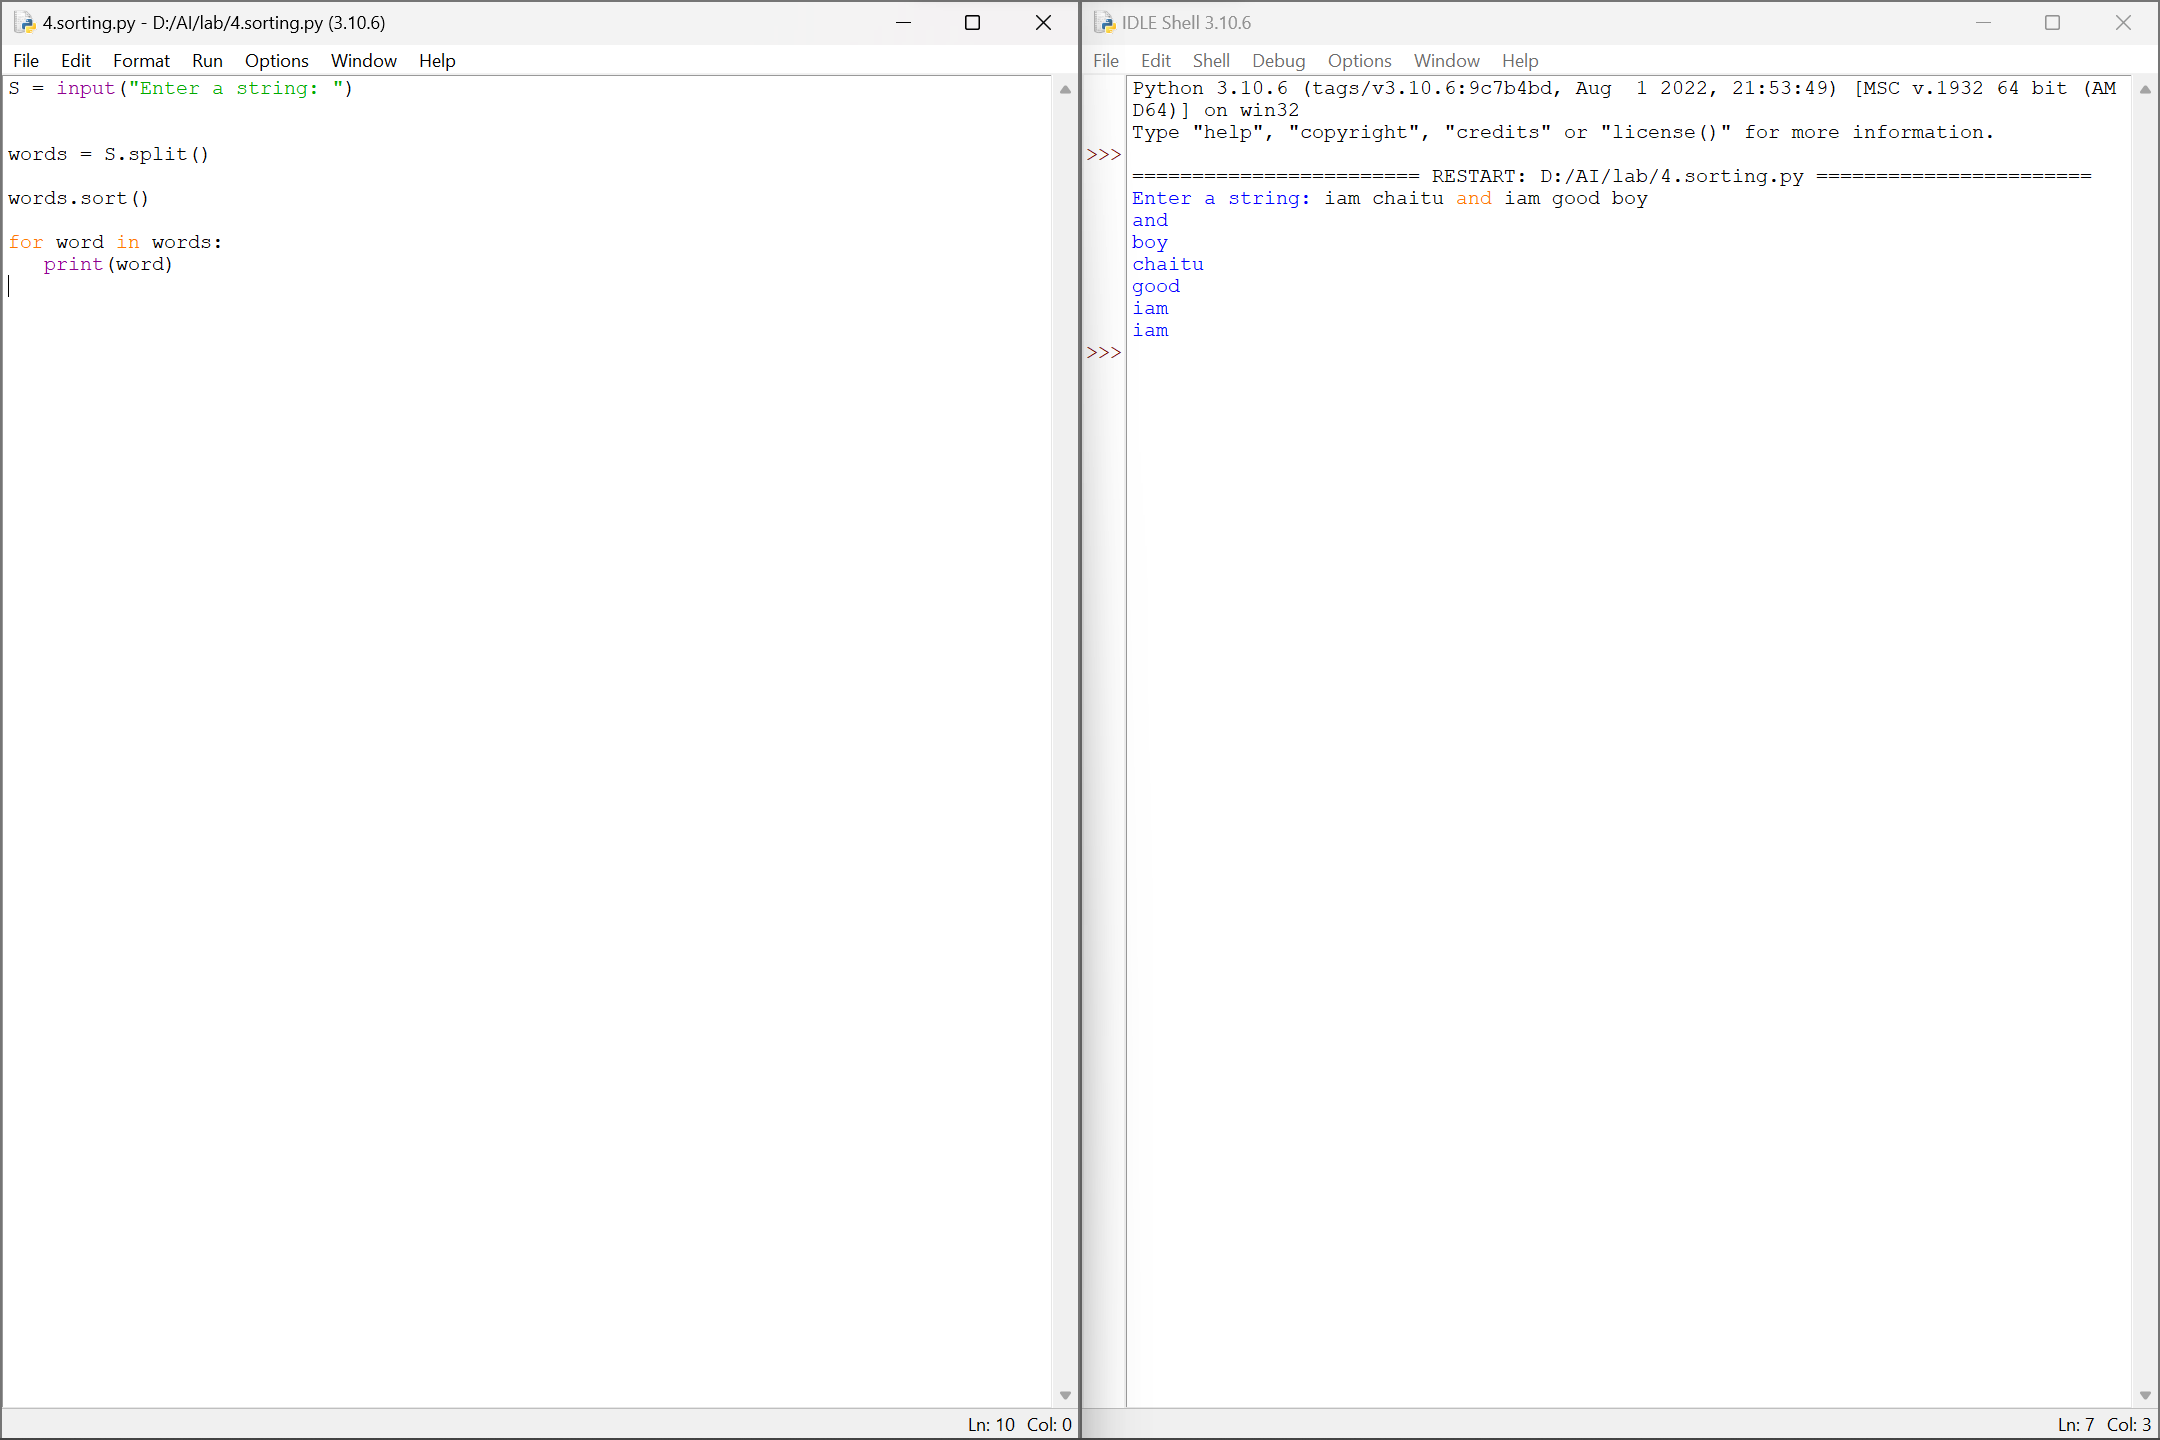 4.sorting.py - D:/AI/lab/4.sorting.py (3.10.6)
File Edit Format Run Options Window Help
S = input("Enter a string: ")
words = S.split()
words.sort()
for word in words:
   print(word)
Ln: 10 Col: 0
IDLE Shell 3.10.6
File Edit Shell Debug Options Window Help
Python 3.10.6 (tags/v3.10.6:9c7b4bd, Aug  1 2022, 21:53:49) [MSC v.1932 64 bit (AM
D64)] on win32
Type "help", "copyright", "credits" or "license()" for more information.
>>>
======================== RESTART: D:/AI/lab/4.sorting.py =======================
Enter a string: iam chaitu and iam good boy
and
boy
chaitu
good
iam
iam
>>>
Ln: 7 Col: 3